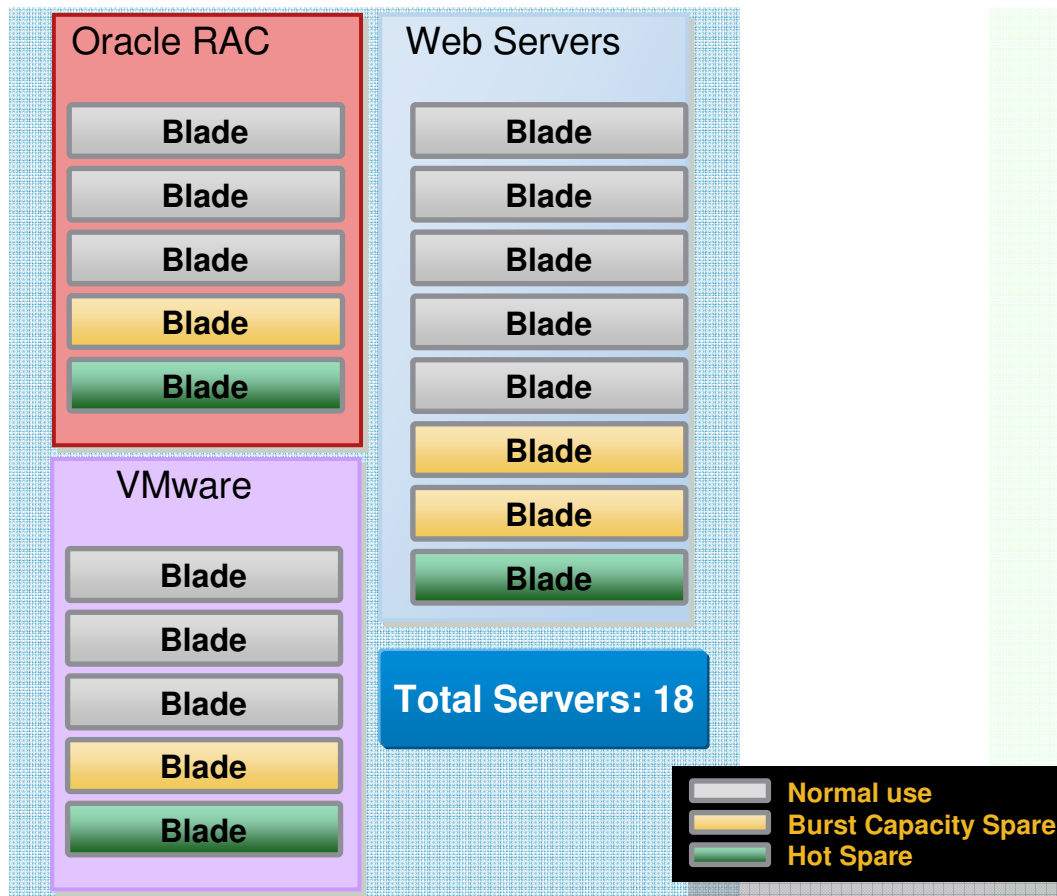 Oracle RAC
Blade
Blade
Blade
Blade
Blade
VMware
Blade
Blade
Blade
Blade
Blade
Web Servers
Blade
Blade
Blade
Blade
Blade
Blade
Blade
Blade
Total Servers: 18
Normal use
Burst Capacity Spare
Hot Spare